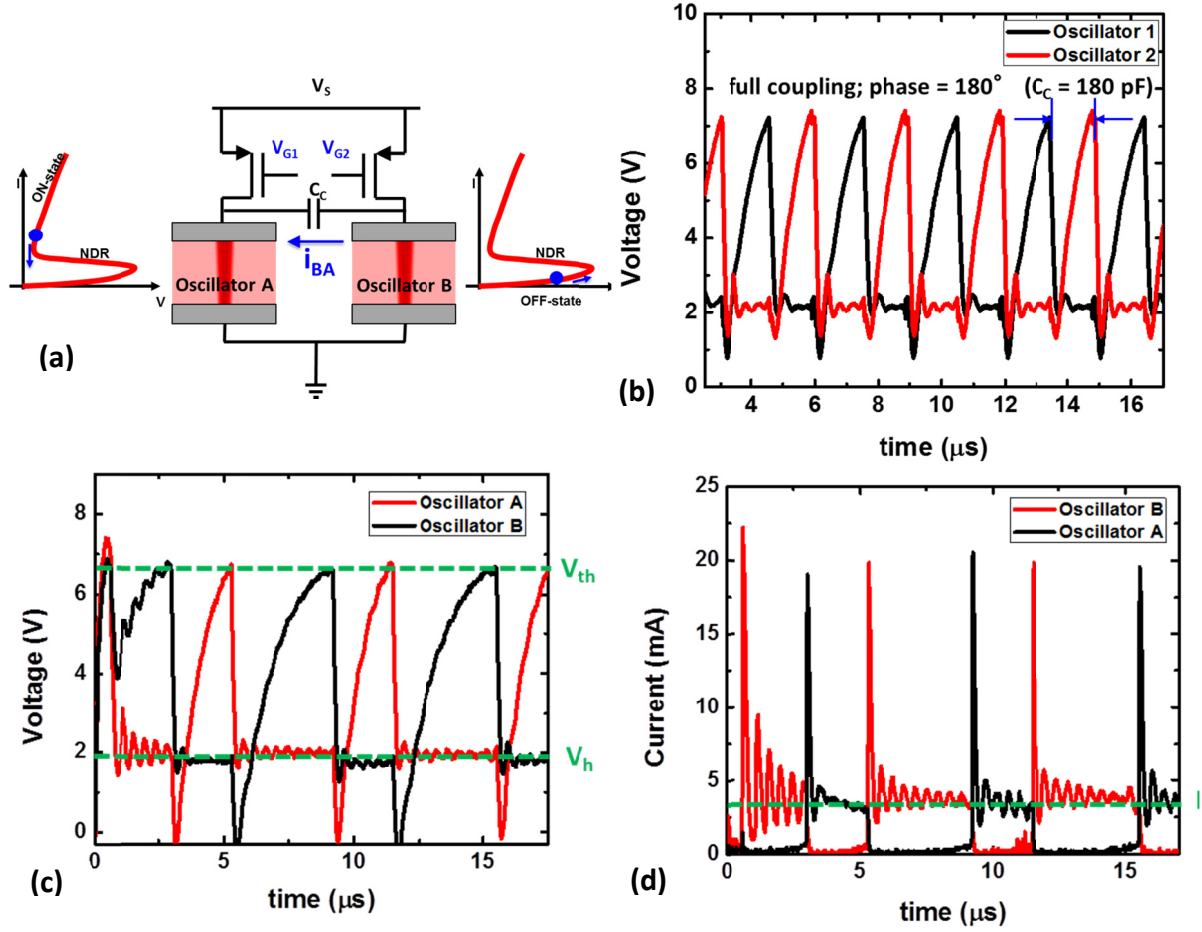 V_S
V_G1
V_G2
C_C
I
ON-state
NDR
V
Oscillator A
i_BA
Oscillator B
I
NDR
OFF-state
(a)
10
8
6
4
2
0
Voltage (V)
Oscillator 1
Oscillator 2
full coupling; phase = 180° (C_C = 180 pF)
4 6 8 10 12 14 16
time (μs)
(b)
8
6
4
2
0
Voltage (V)
Oscillator A
Oscillator B
V_th
V_h
0 5 10 15
time (μs)
(c)
25
20
15
10
5
0
Current (mA)
Oscillator B
Oscillator A
I
0 5 10 15
time (μs)
(d)